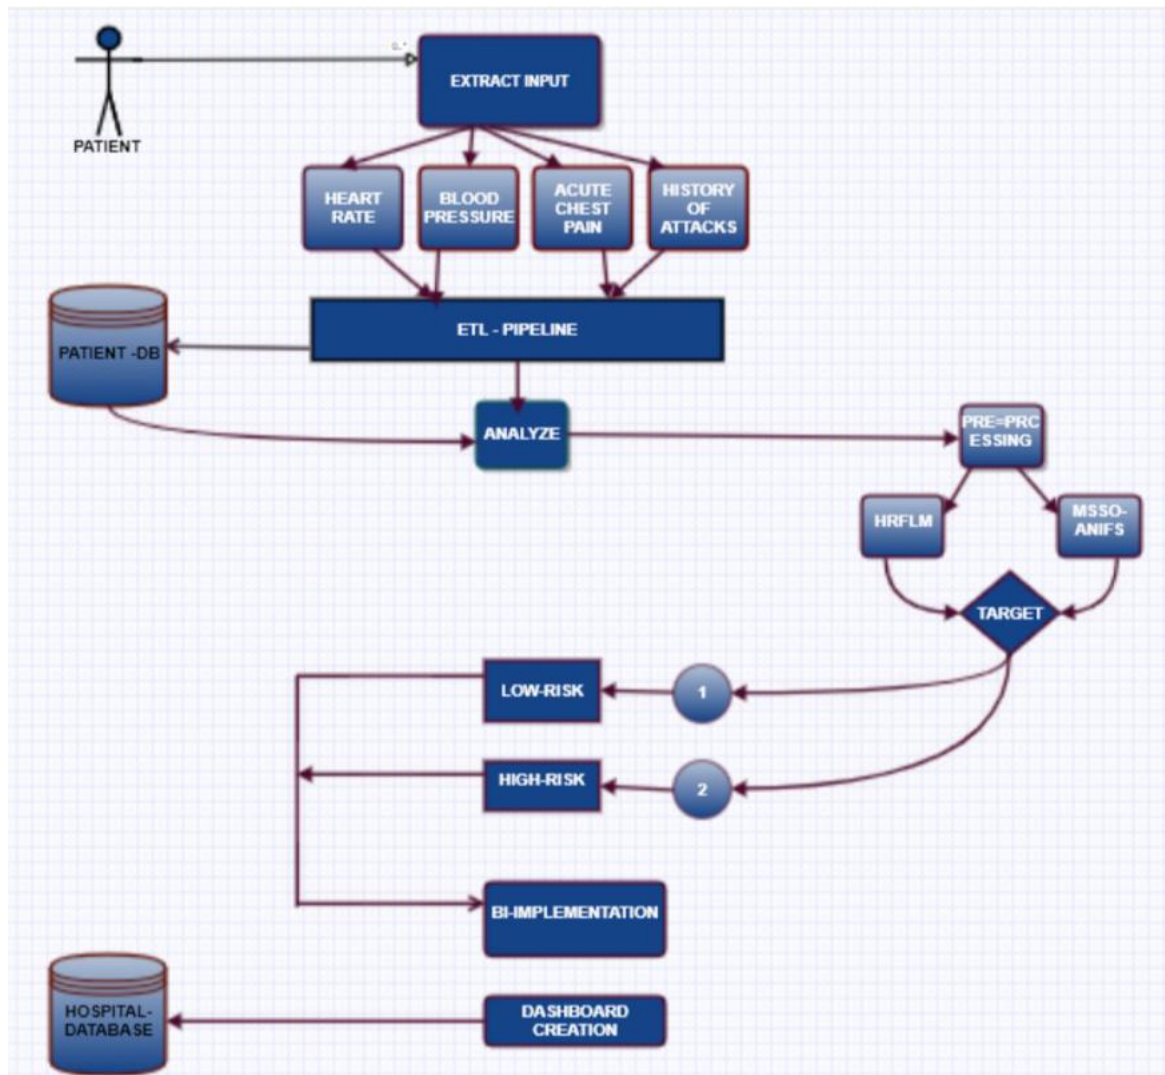 0..*
PATIENT
EXTRACT INPUT
HEART
RATE
BLOOD
PRESSURE
ACUTE
CHEST
PAIN
HISTORY
OF
ATTACKS
ETL - PIPELINE
PATIENT -DB
ANALYZE
PRE=PRC
ESSING
HRFLM
MSSO-
ANIFS
TARGET
LOW-RISK
1
HIGH-RISK
2
BI-IMPLEMENTATION
HOSPITAL-
DATABASE
DASHBOARD
CREATION